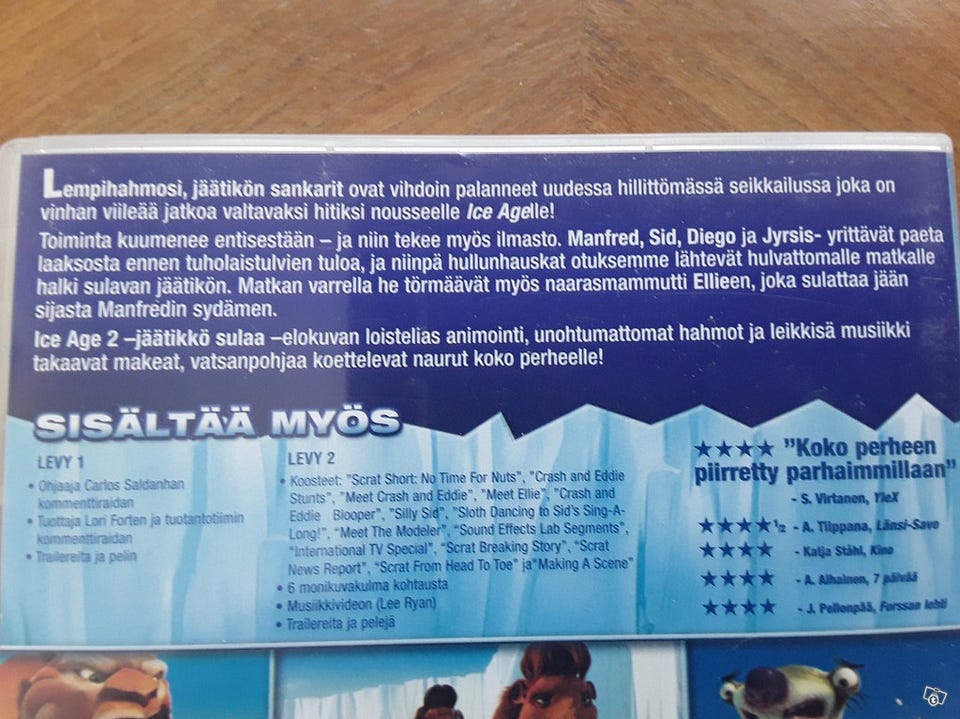 Lempihahmosi, jäätikön sankarit ovat vihdoin palanneet uudessa hillittömässä seikkailussa joka on
vinhan viileää jatkoa valtavaksi hitiksi nousseelle Ice Agelle!
Toiminta kuumenee entisestään – ja niin tekee myös ilmasto. Manfred, Sid, Diego ja Jyrsis- yrittävät paeta
laaksosta ennen tuholaistulvien tuloa, ja niinpä hullunhauskat otuksemme lähtevät hulvattomalle matkalle
halki sulavan jäätikön. Matkan varrella he törmäävät myös naarasmammutti Ellieen, joka sulattaa jään
sijasta Manfredin sydämen.
Ice Age 2 –jäätikkö sulaa –elokuvan loistelias animointi, unohtumattomat hahmot ja leikkisä musiikki
takaavat makeat, vatsanpohjaa koettelevat naurut koko perheelle!
SISÄLTÄÄ MYÖS
LEVY 1
• Ohjaaja Carlos Saldanhan
kommenttiraidan
• Tuottaja Lori Forten ja tuotantotiimin
kommenttiraidan
• Trailereita ja pelin
LEVY 2
• Koosteet: "Scrat Short: No Time For Nuts", "Crash and Eddie
Stunts", "Meet Crash and Eddie", "Meet Ellie", "Crash and
Eddie Blooper", "Silly Sid", "Sloth Dancing to Sid's Sing-A-
Long!", "Meet The Modeler", "Sound Effects Lab Segments",
"International TV Special", "Scrat Breaking Story", "Scrat
News Report", "Scrat From Head To Toe" ja"Making A Scene"
• 6 monikuvakulma kohtausta
• Musiikkivideon (Lee Ryan)
• Trailereita ja pelejä
★★★★ "Koko perheen
piirretty parhaimmillaan"
- S. Virtanen, YleX
★★★★½ - A. Tiippana, Länsi-Savo
★★★★ - Katja Ståhl, Kino
★★★★ - A. Alhainen, 7 päivää
★★★★ - J. Pellonpää, Forssan lehti